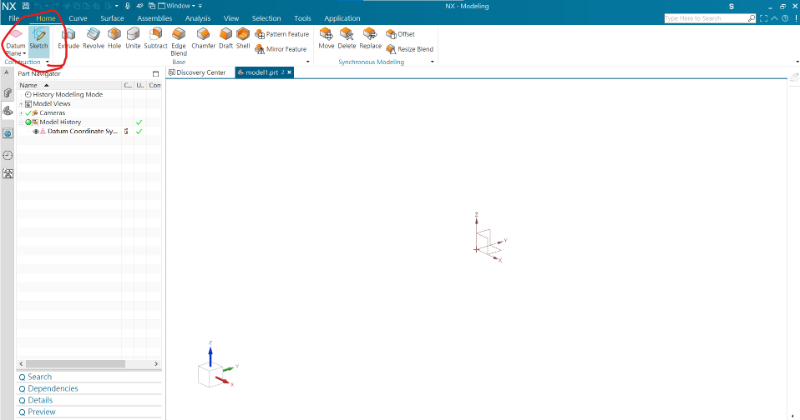 NX Window NX - Modeling S
File Home Curve Surface Assemblies Analysis View Selection Tools Application Type Here to Search
Datum Plane Sketch Extrude Revolve Hole Unite Subtract Edge Blend Chamfer Draft Shell Pattern Feature Mirror Feature Move Delete Replace Offset Resize Blend
Construction Base Synchronous Modeling
Part Navigator Discovery Center model1.prt
Name C... U... Com
History Modeling Mode
Model Views
Cameras
Model History
Datum Coordinate Sy...
Z
Y
X
Z
Y
X
Search
Dependencies
Details
Preview